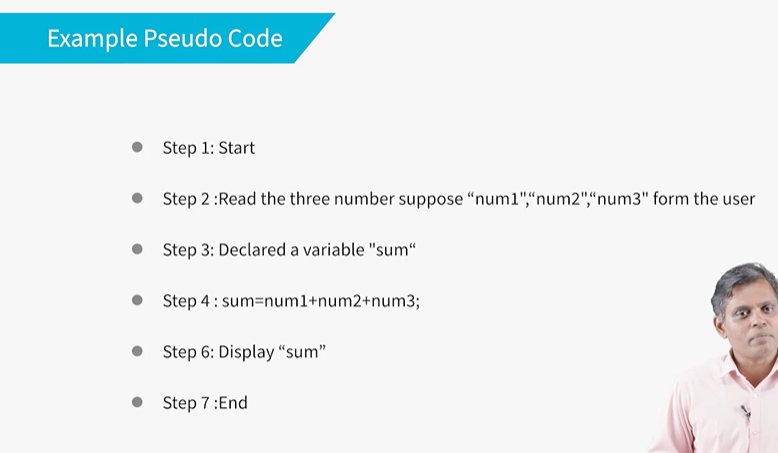 Example Pseudo Code
Step 1: Start
Step 2 :Read the three number suppose “num1",“num2",“num3" form the user
Step 3: Declared a variable "sum“
Step 4 : sum=num1+num2+num3;
Step 6: Display “sum”
Step 7 :End